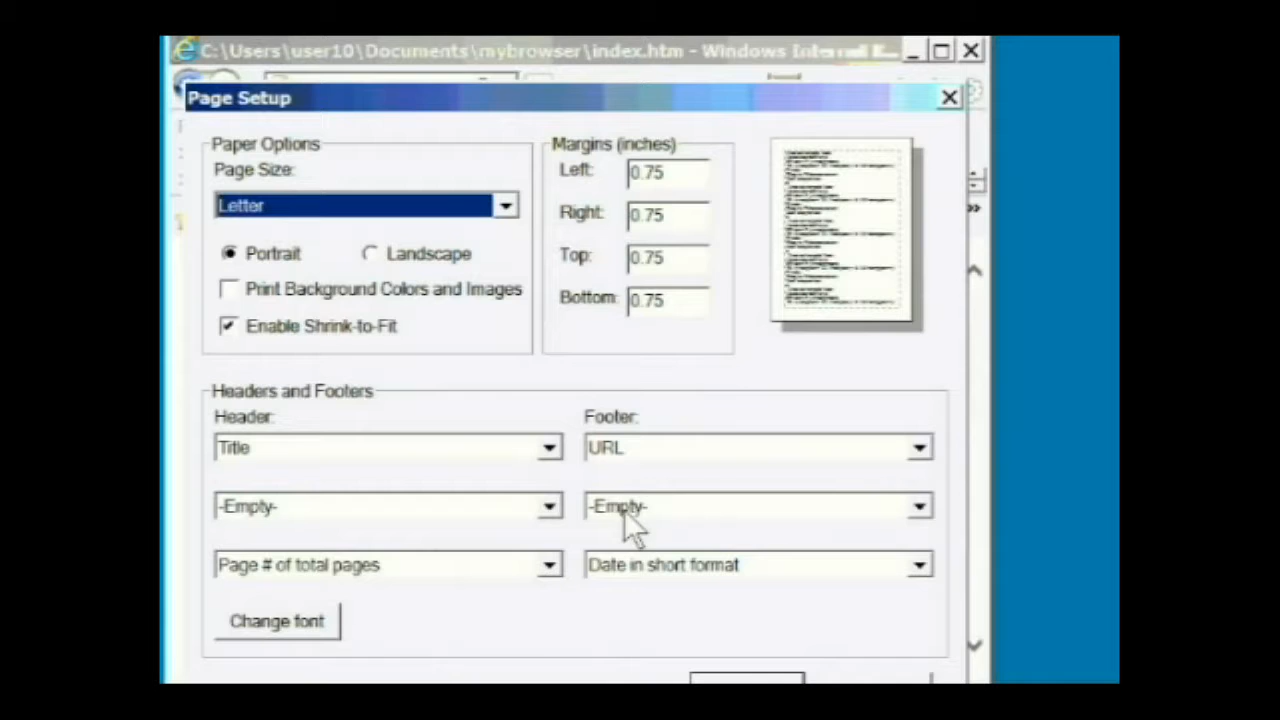 C:\Users\user10\Documents\mybrowser\index.htm - Windows Internet E...
Page Setup
Paper Options
Page Size:
Letter
Portrait
Landscape
Print Background Colors and Images
Enable Shrink-to-Fit
Margins (inches)
Left: 0.75
Right: 0.75
Top: 0.75
Bottom: 0.75
Headers and Footers
Header: Footer:
Title URL
-Empty- -Empty-
Page # of total pages Date in short format
Change font